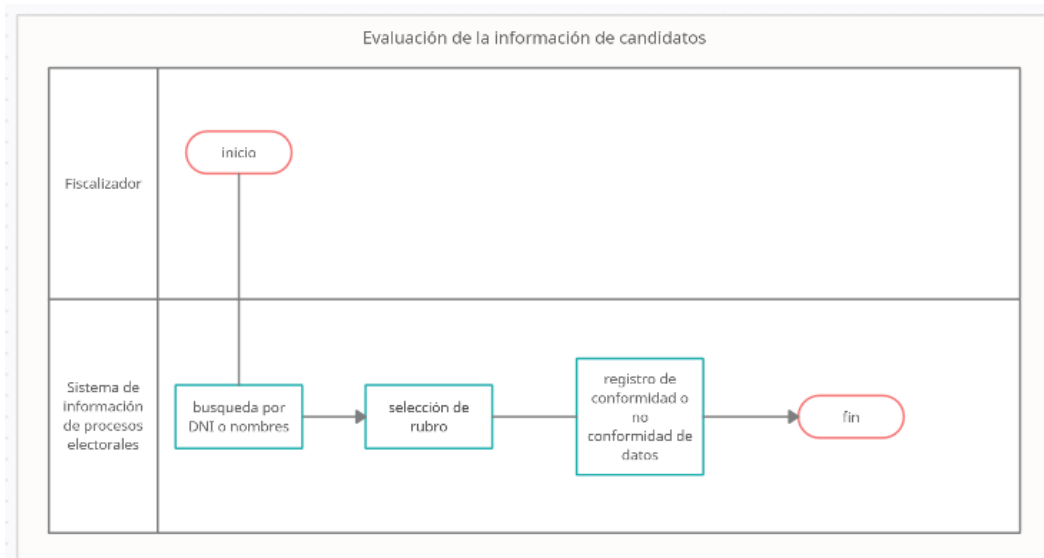 Evaluación de la información de candidatos
Fiscalizador
inicio
Sistema de
información
de procesos
electorales
busqueda por
DNI o nombres
selección de
rubro
registro de
conformidad o
no
conformidad de
datos
fin